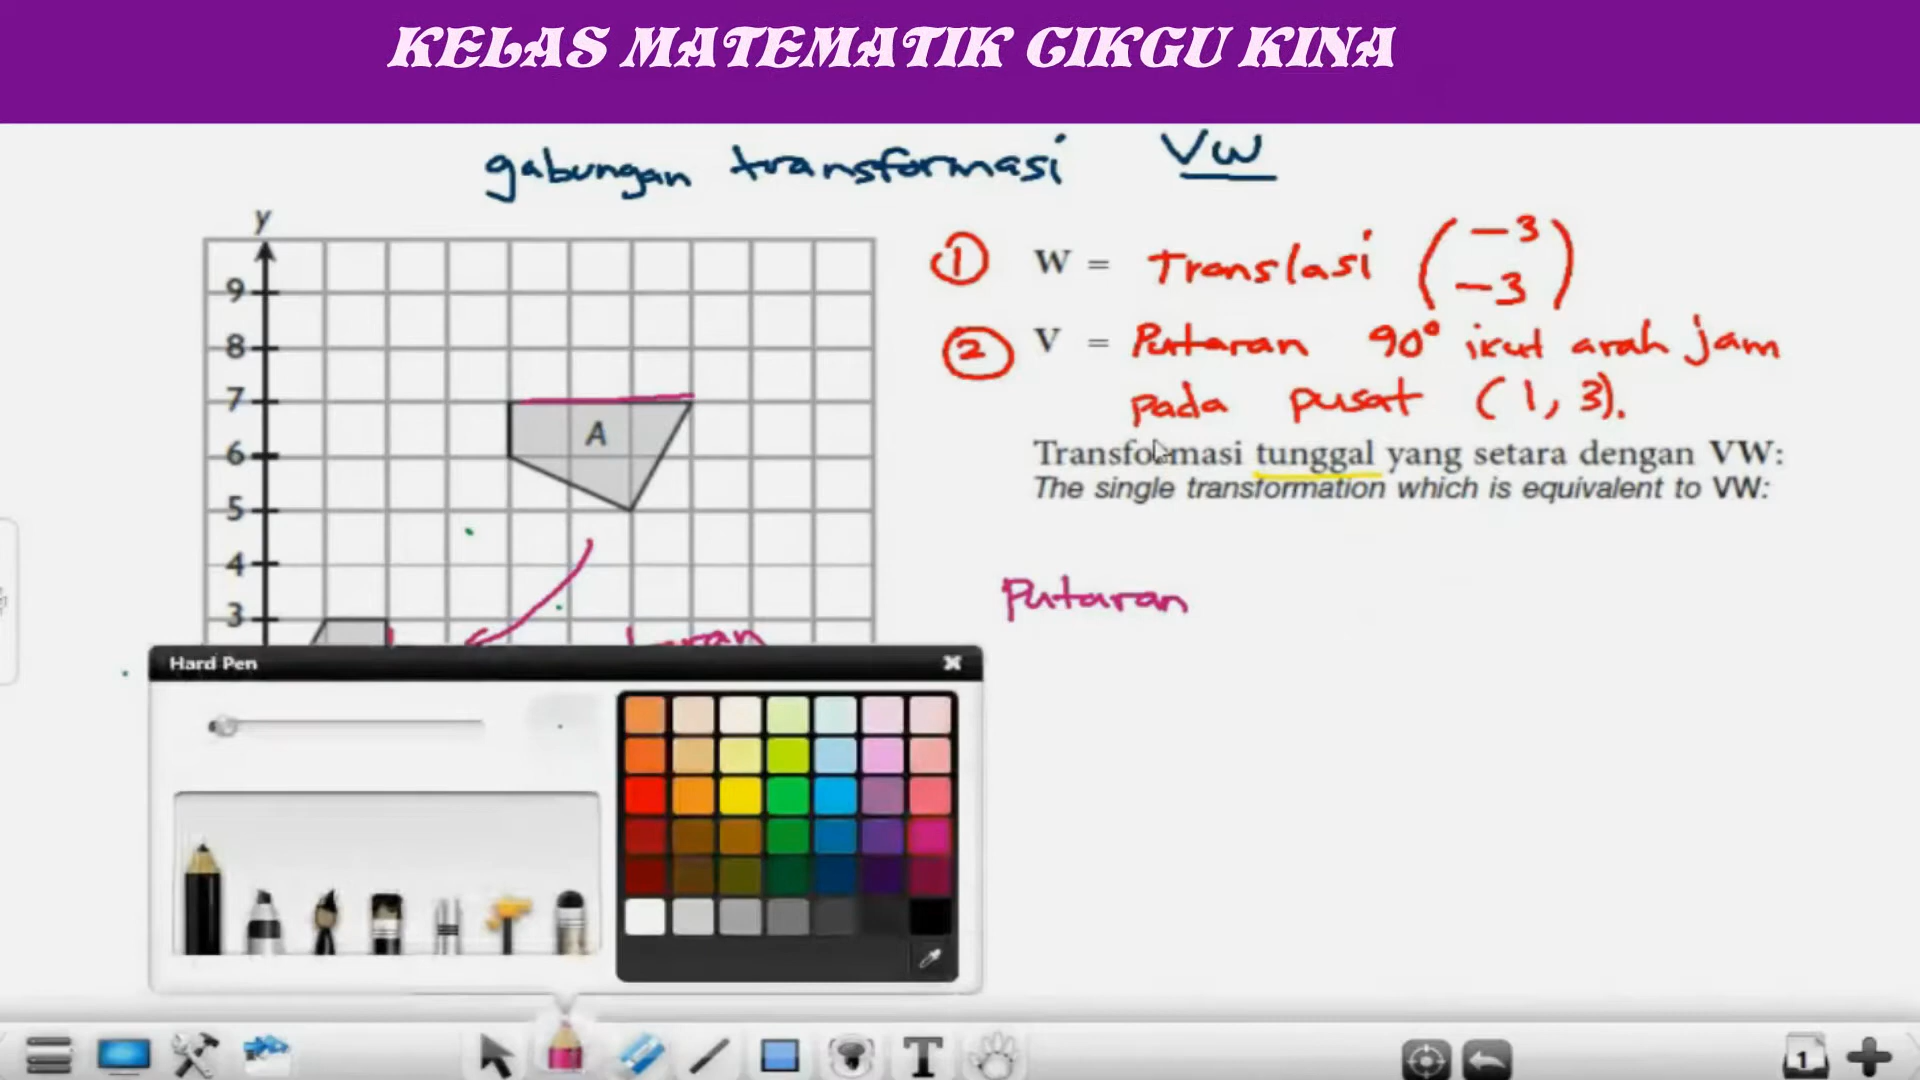 KELAS MATEMATIK CIKGU KINA
gabungan transformasi VW
y
9
8
7
6
5
4
3
A
① W = Translasi (-3
-3)
② V = Putaran 90° ikut arah jam
pada pusat (1, 3).
Transformasi tunggal yang setara dengan VW:
The single transformation which is equivalent to VW:
Putaran
Hard Pen
T
1